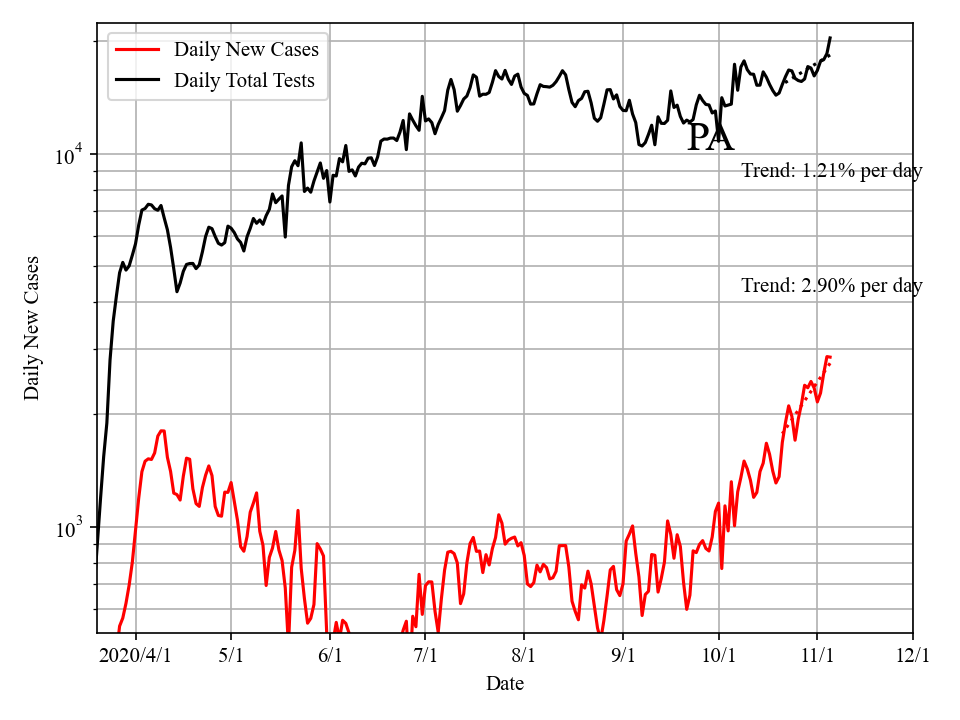 Daily New Cases
Daily Total Tests
10^4
PA
Trend: 1.21% per day
Trend: 2.90% per day
Daily New Cases
10^3
2020/4/1 5/1 6/1 7/1 8/1 9/1 10/1 11/1 12/1
Date